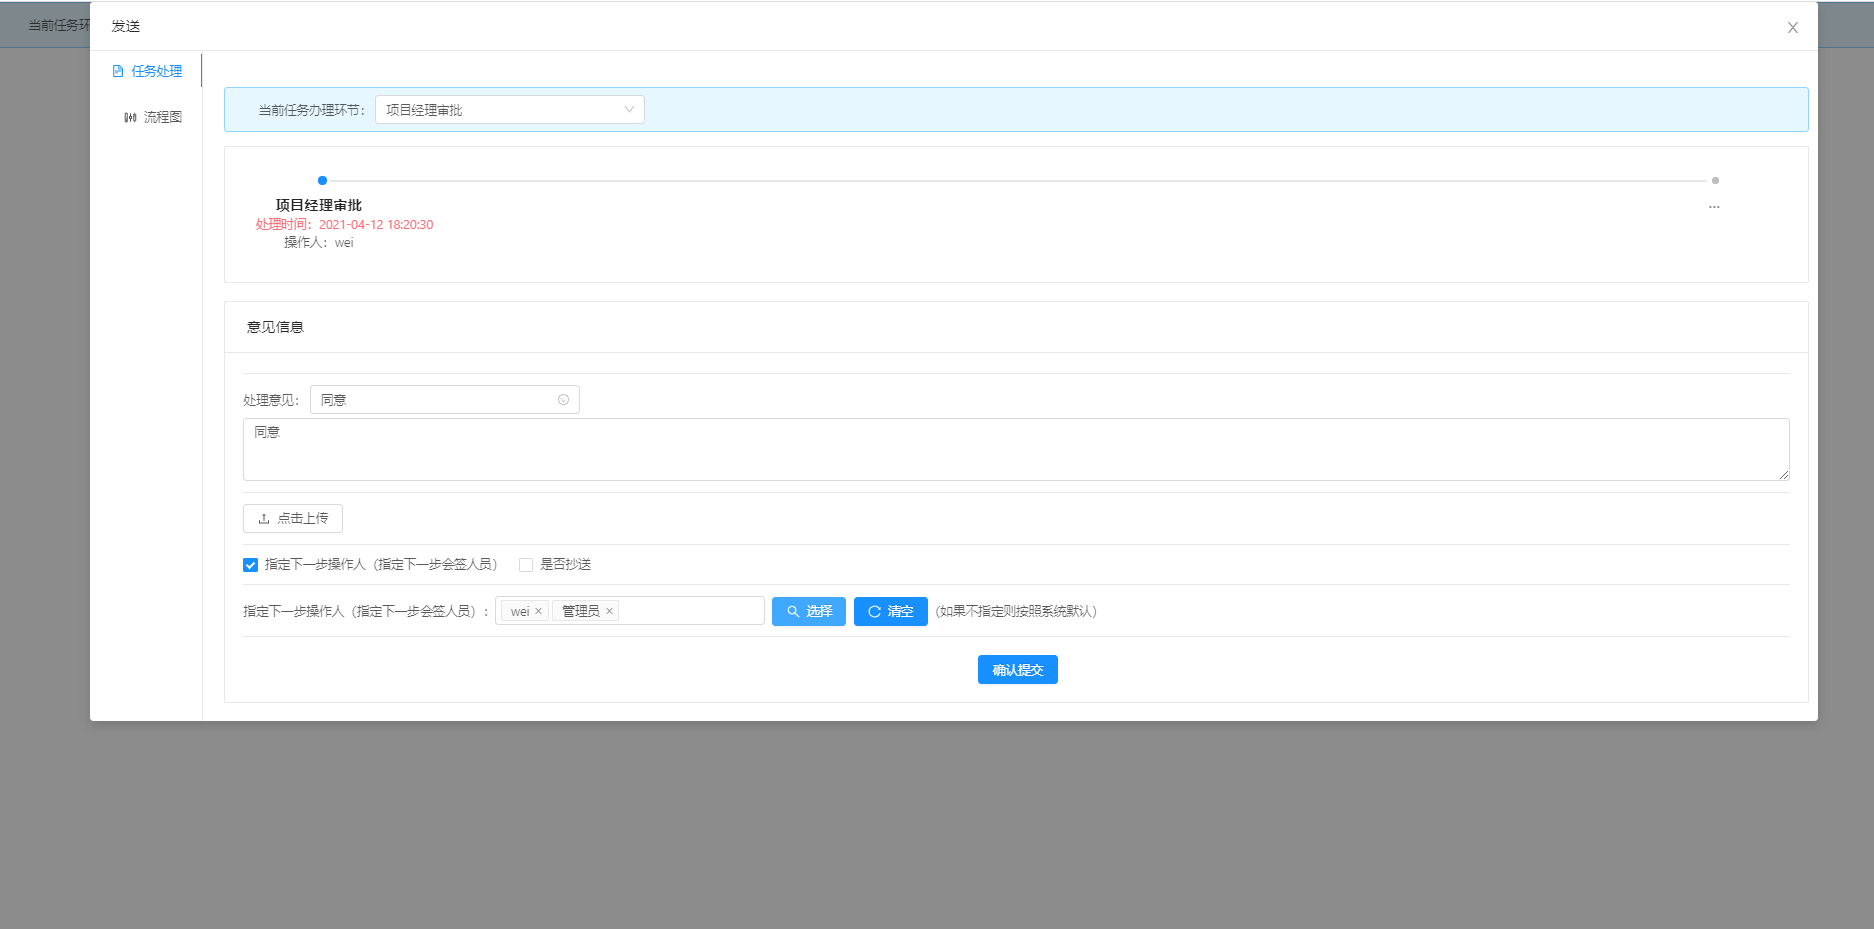 当前任务环
发送
任务处理
流程图
当前任务办理环节： 项目经理审批
项目经理审批
处理时间：2021-04-12 18:20:30
操作人：wei
...
意见信息
处理意见： 同意
同意
点击上传
指定下一步操作人（指定下一步会签人员） 是否抄送
指定下一步操作人（指定下一步会签人员）： wei × 管理员 × 选择 清空 (如果不指定则按照系统默认)
确认提交